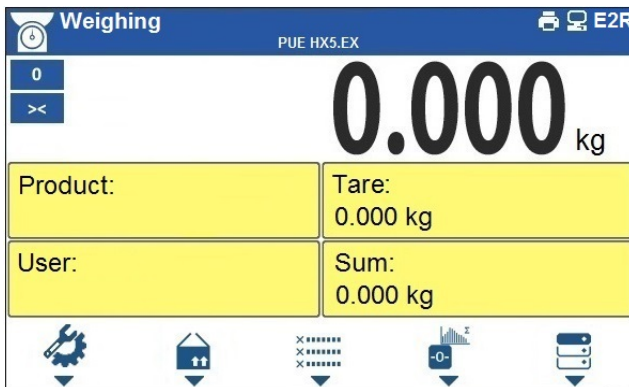 Weighing
E2R
PUE HX5.EX
0
><
0.000 kg
Product:
Tare:
0.000 kg
User:
Sum:
0.000 kg
Σ
-0-